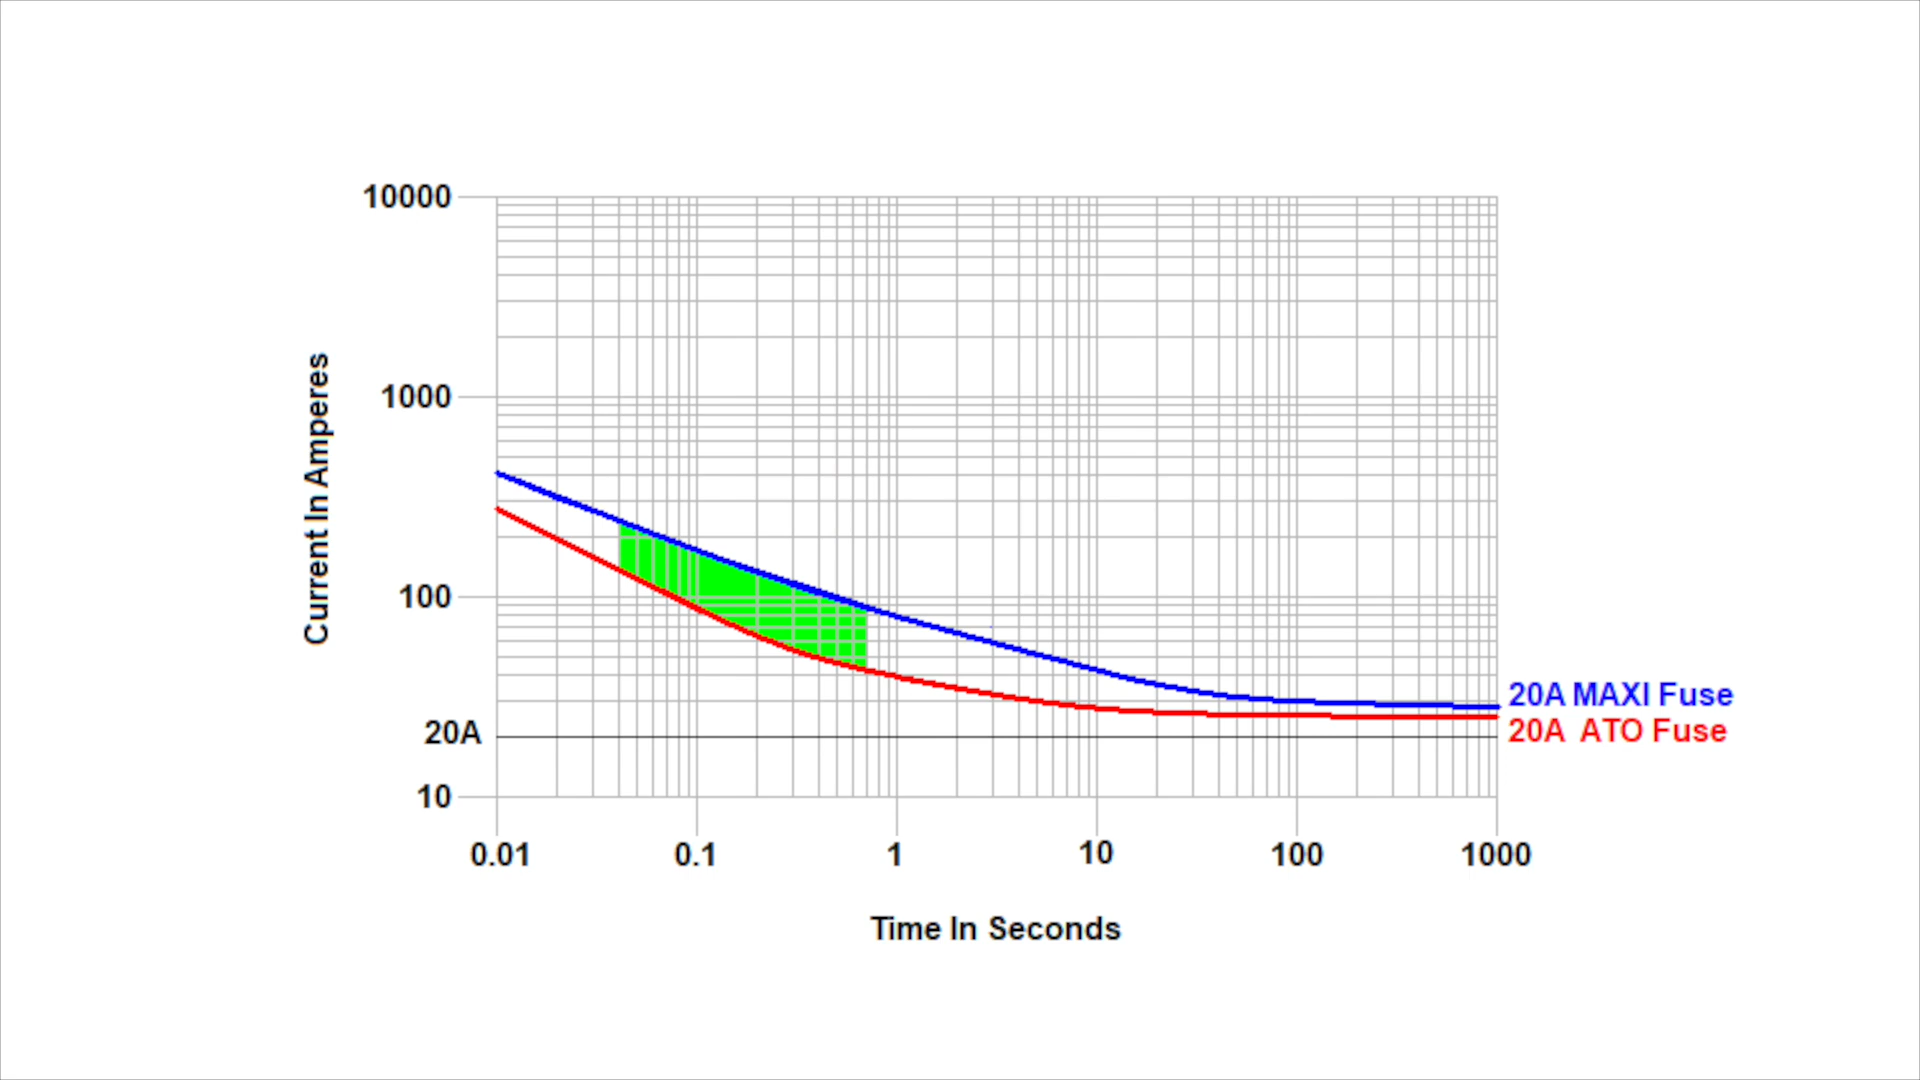 10000
1000
100
20A
10
Current In Amperes
0.01 0.1 1 10 100 1000
Time In Seconds
20A MAXI Fuse
20A ATO Fuse